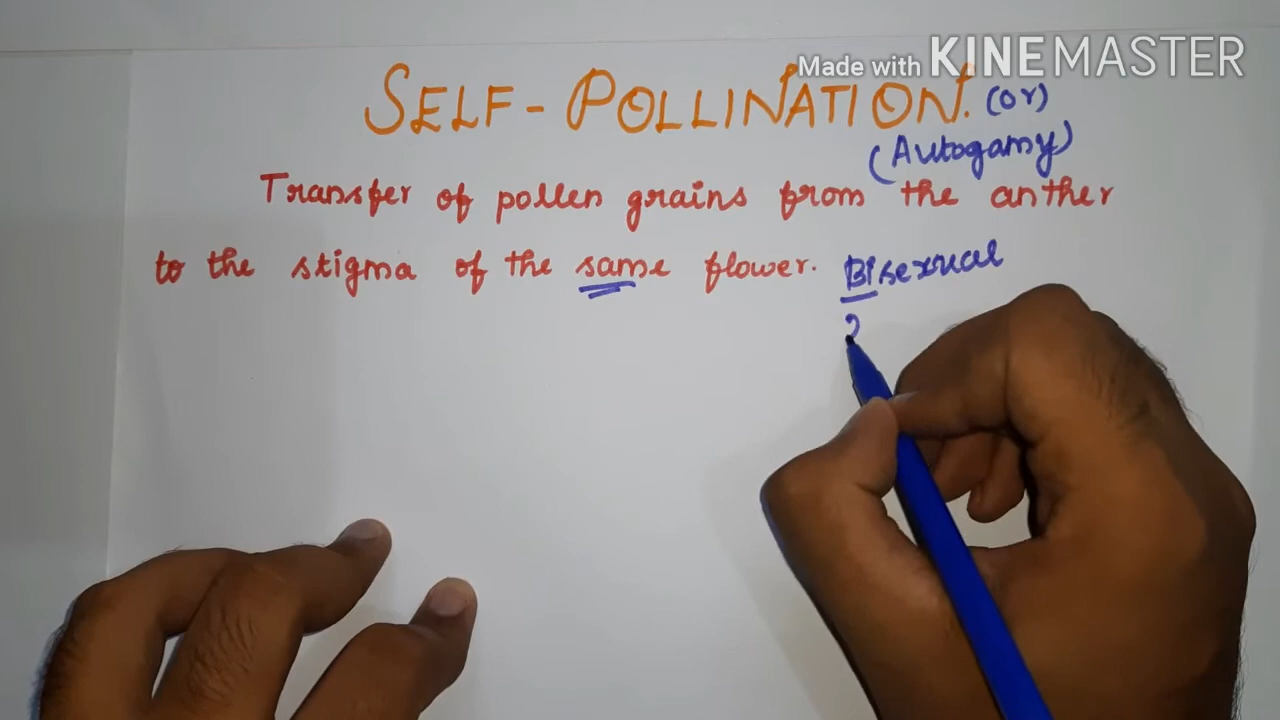 Made with KINEMASTER
SELF-POLLINATION. (or)
(Autogamy)
Transfer of pollen grains from the anther
to the stigma of the same flower. Bisexual
2